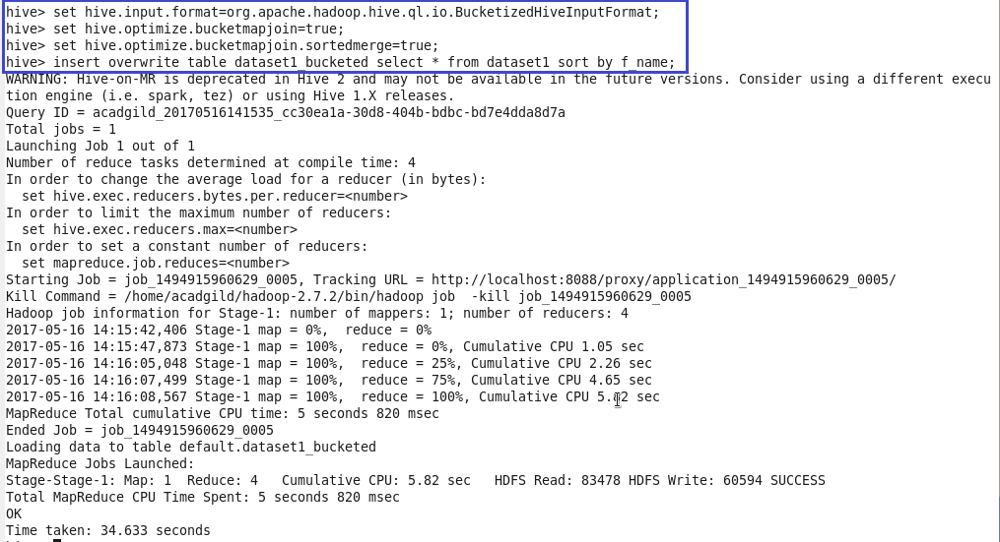 hive> set hive.input.format=org.apache.hadoop.hive.ql.io.BucketizedHiveInputFormat;
hive> set hive.optimize.bucketmapjoin=true;
hive> set hive.optimize.bucketmapjoin.sortedmerge=true;
hive> insert overwrite table dataset1_bucketed select * from dataset1 sort by f_name;
WARNING: Hive-on-MR is deprecated in Hive 2 and may not be available in the future versions. Consider using a different execu
tion engine (i.e. spark, tez) or using Hive 1.X releases.
Query ID = acadgild_20170516141535_cc30ea1a-30d8-404b-bdbc-bd7e4dda8d7a
Total jobs = 1
Launching Job 1 out of 1
Number of reduce tasks determined at compile time: 4
In order to change the average load for a reducer (in bytes):
  set hive.exec.reducers.bytes.per.reducer=<number>
In order to limit the maximum number of reducers:
  set hive.exec.reducers.max=<number>
In order to set a constant number of reducers:
  set mapreduce.job.reduces=<number>
Starting Job = job_1494915960629_0005, Tracking URL = http://localhost:8088/proxy/application_1494915960629_0005/
Kill Command = /home/acadgild/hadoop-2.7.2/bin/hadoop job  -kill job_1494915960629_0005
Hadoop job information for Stage-1: number of mappers: 1; number of reducers: 4
2017-05-16 14:15:42,406 Stage-1 map = 0%,  reduce = 0%
2017-05-16 14:15:47,873 Stage-1 map = 100%,  reduce = 0%, Cumulative CPU 1.05 sec
2017-05-16 14:16:05,048 Stage-1 map = 100%,  reduce = 25%, Cumulative CPU 2.26 sec
2017-05-16 14:16:07,499 Stage-1 map = 100%,  reduce = 75%, Cumulative CPU 4.65 sec
2017-05-16 14:16:08,567 Stage-1 map = 100%,  reduce = 100%, Cumulative CPU 5.82 sec
MapReduce Total cumulative CPU time: 5 seconds 820 msec
Ended Job = job_1494915960629_0005
Loading data to table default.dataset1_bucketed
MapReduce Jobs Launched:
Stage-Stage-1: Map: 1  Reduce: 4   Cumulative CPU: 5.82 sec   HDFS Read: 83478 HDFS Write: 60594 SUCCESS
Total MapReduce CPU Time Spent: 5 seconds 820 msec
OK
Time taken: 34.633 seconds